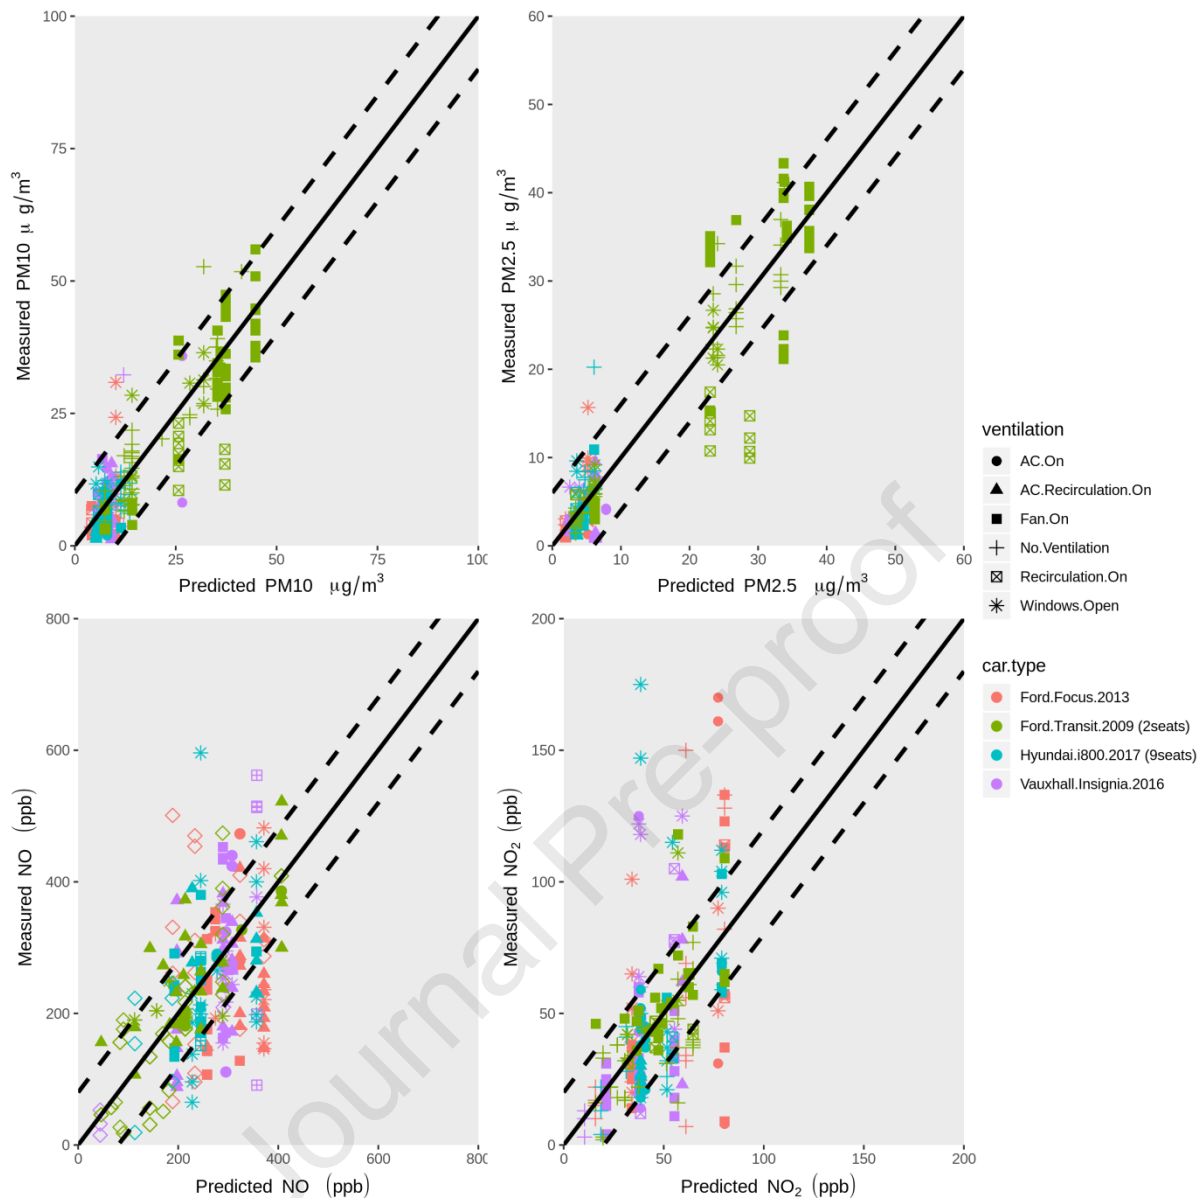 100
75
50
25
0
Measured PM10 μ g/m³
0
25
50
75
10
Predicted PM10 μg/m³
60
50
40
30
20
10
0
Measured PM2.5 μ g/m³
0
10
20
30
40
50
60
Predicted PM2.5 μg/m³
ventilation
AC.On
AC.Recirculation.On
Fan.On
No.Ventilation
Recirculation.On
Windows.Open
car.type
Ford.Focus.2013
Ford.Transit.2009 (2seats)
Hyundai.i800.2017 (9seats)
Vauxhall.Insignia.2016
800
600
400
200
0
Measured NO (ppb)
0
200
400
600
800
Predicted NO (ppb)
200
150
100
50
0
Measured NO₂ (ppb)
0
50
100
150
200
Predicted NO₂ (ppb)
Journal Pre-proof